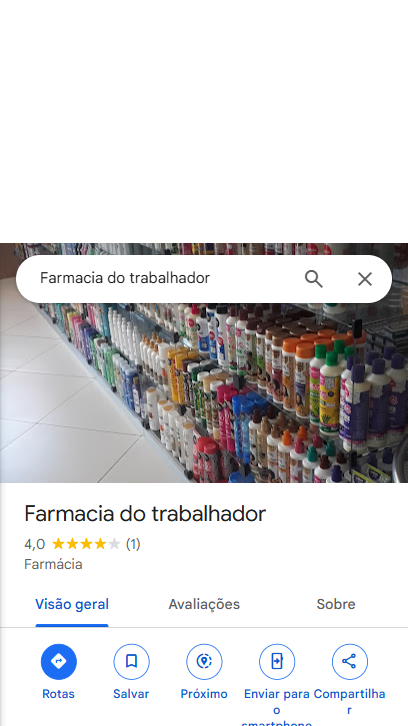 Farmacia do trabalhador
Farmacia do trabalhador
4,0 (1)
Farmácia
Visão geral Avaliações Sobre
Rotas Salvar Próximo Enviar para o smartphone Compartilhar